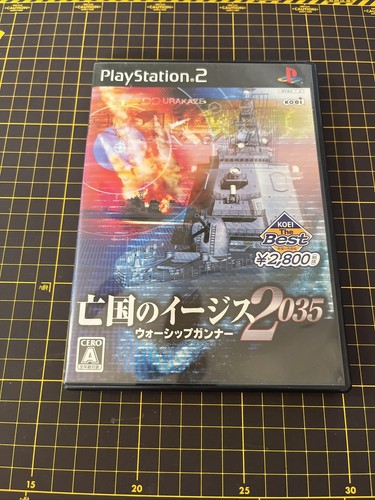 PlayStation®2
KOEI
URAKAZE
KOEI
The
Best
¥2,800
亡国のイージス2035
ウォーシップガンナー
CERO
A
15
20
25
30